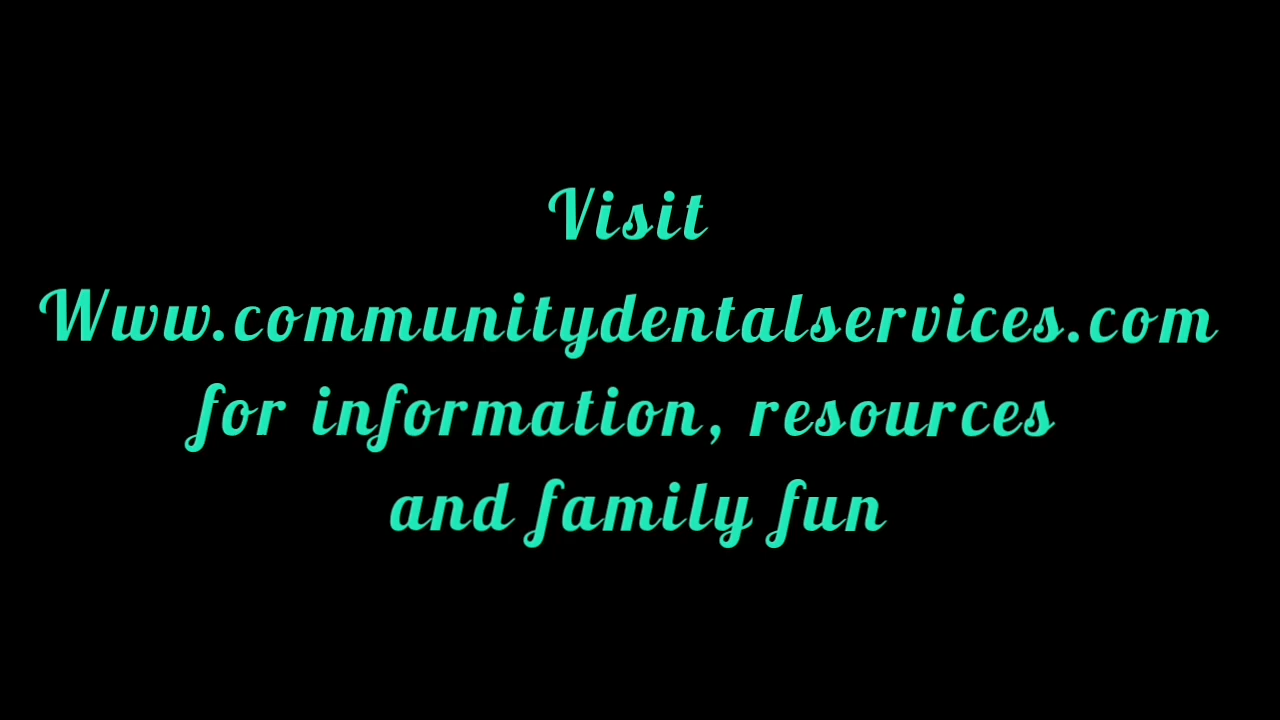 Visit
Www.communitydentalservices.com
for information, resources
and family fun